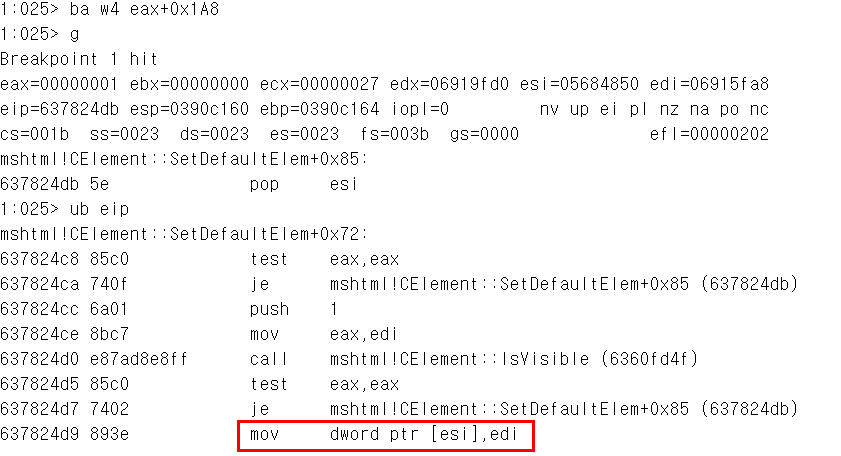 1:025> ba w4 eax+0x1A8
1:025> g
Breakpoint 1 hit
eax=00000001 ebx=00000000 ecx=00000027 edx=06919fd0 esi=05684850 edi=06915fa8
eip=637824db esp=0390c160 ebp=0390c164 iopl=0 nv up ei pl nz na po nc
cs=001b ss=0023 ds=0023 es=0023 fs=003b gs=0000 efl=00000202
mshtml!CElement::SetDefaultElem+0x85:
637824db 5e pop esi
1:025> ub eip
mshtml!CElement::SetDefaultElem+0x72:
637824c8 85c0 test eax,eax
637824ca 740f je mshtml!CElement::SetDefaultElem+0x85 (637824db)
637824cc 6a01 push 1
637824ce 8bc7 mov eax,edi
637824d0 e87ad8e8ff call mshtml!CElement::IsVisible (6360fd4f)
637824d5 85c0 test eax,eax
637824d7 7402 je mshtml!CElement::SetDefaultElem+0x85 (637824db)
637824d9 893e mov dword ptr [esi],edi